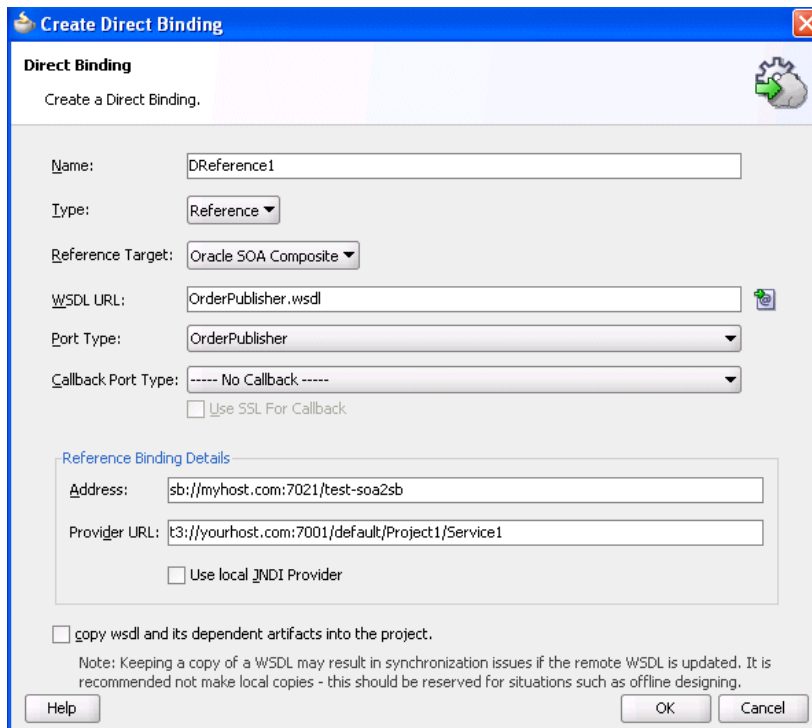 Create Direct Binding
Direct Binding
Create a Direct Binding.
Name: DReference1
Type: Reference
Reference Target: Oracle SOA Composite
WSDL URL: OrderPublisher.wsdl
Port Type: OrderPublisher
Callback Port Type: ----- No Callback -----
Use SSL For Callback
Reference Binding Details
Address: sb://myhost.com:7021/test-soa2sb
Provider URL: t3://yourhost.com:7001/default/Project1/Service1
Use local JNDI Provider
copy wsdl and its dependent artifacts into the project.
Note: Keeping a copy of a WSDL may result in synchronization issues if the remote WSDL is updated. It is
recommended not make local copies - this should be reserved for situations such as offline designing.
Help OK Cancel